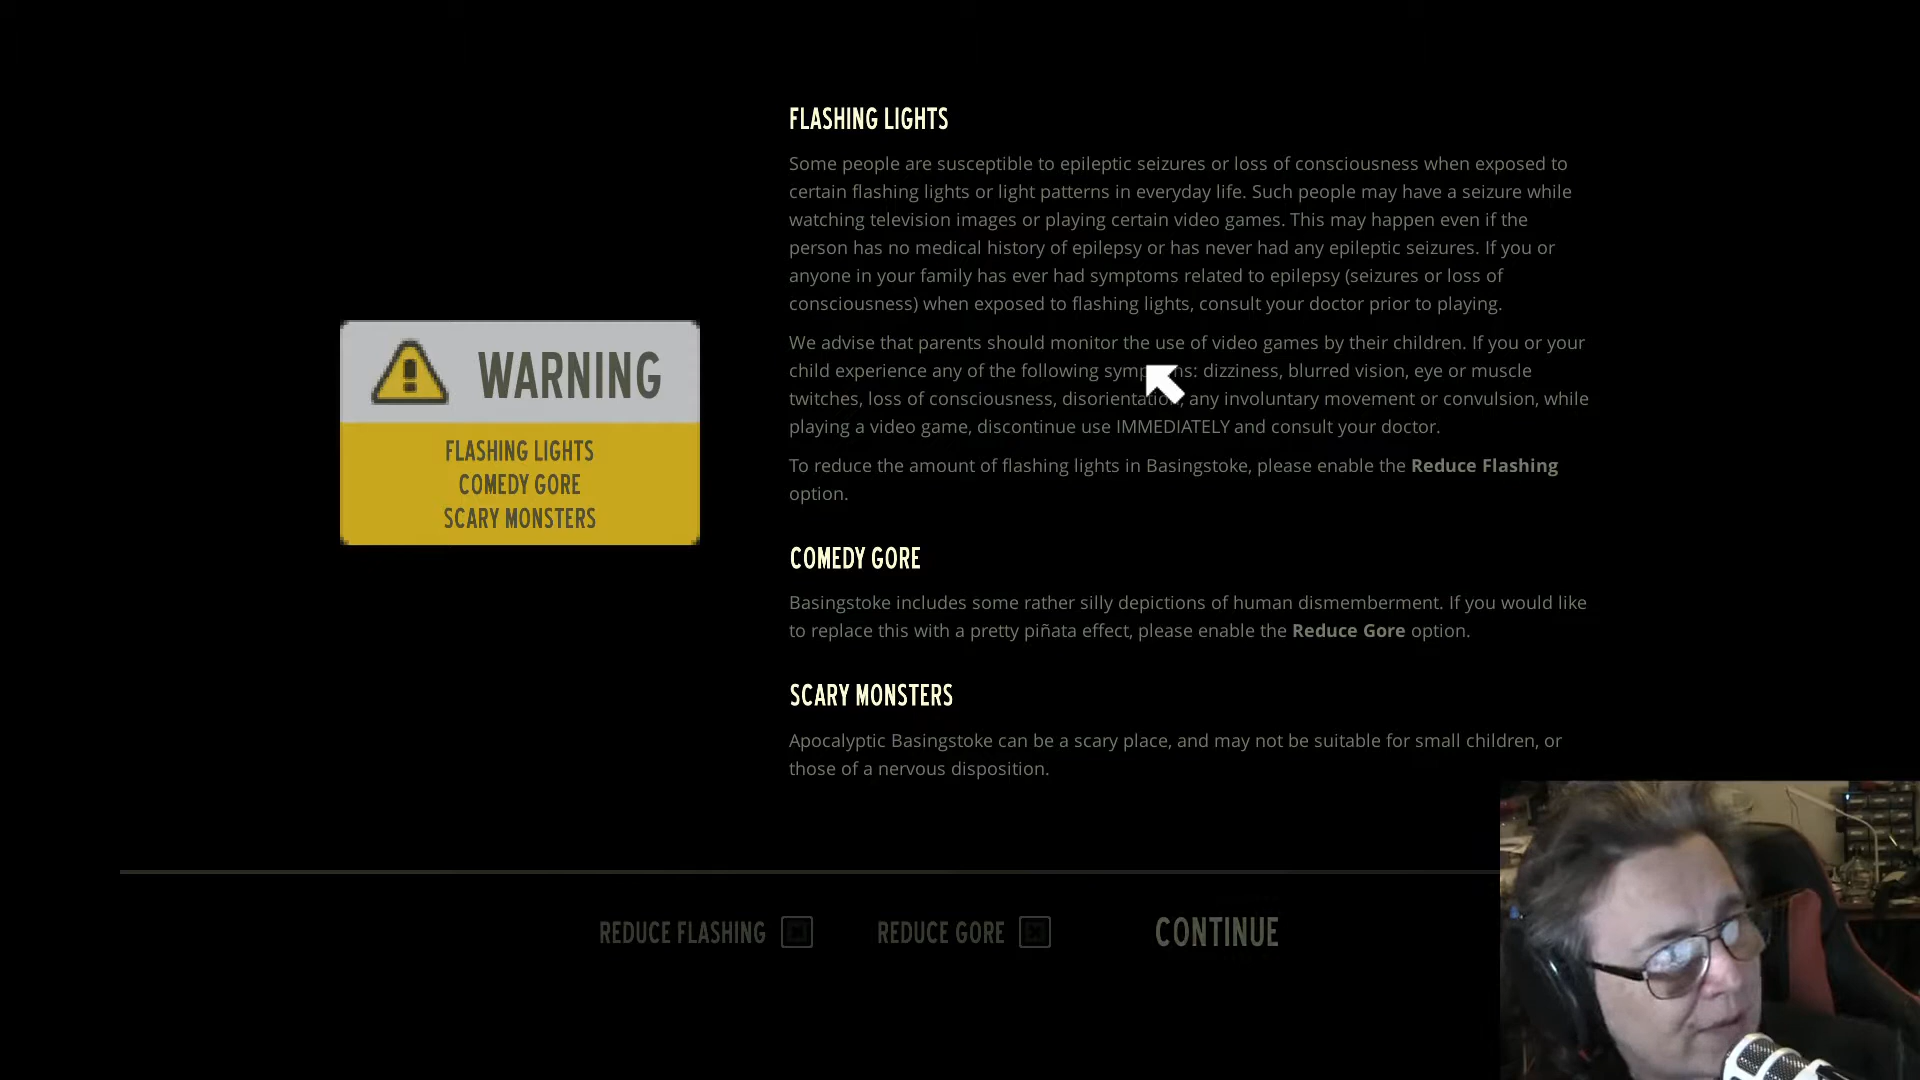 WARNING
FLASHING LIGHTS
COMEDY GORE
SCARY MONSTERS
FLASHING LIGHTS
Some people are susceptible to epileptic seizures or loss of consciousness when exposed to
certain flashing lights or light patterns in everyday life. Such people may have a seizure while
watching television images or playing certain video games. This may happen even if the
person has no medical history of epilepsy or has never had any epileptic seizures. If you or
anyone in your family has ever had symptoms related to epilepsy (seizures or loss of
consciousness) when exposed to flashing lights, consult your doctor prior to playing.
We advise that parents should monitor the use of video games by their children. If you or your
child experience any of the following symptoms: dizziness, blurred vision, eye or muscle
twitches, loss of consciousness, disorientation, any involuntary movement or convulsion, while
playing a video game, discontinue use IMMEDIATELY and consult your doctor.
To reduce the amount of flashing lights in Basingstoke, please enable the Reduce Flashing
option.
COMEDY GORE
Basingstoke includes some rather silly depictions of human dismemberment. If you would like
to replace this with a pretty piñata effect, please enable the Reduce Gore option.
SCARY MONSTERS
Apocalyptic Basingstoke can be a scary place, and may not be suitable for small children, or
those of a nervous disposition.
REDUCE FLASHING
REDUCE GORE
CONTINUE